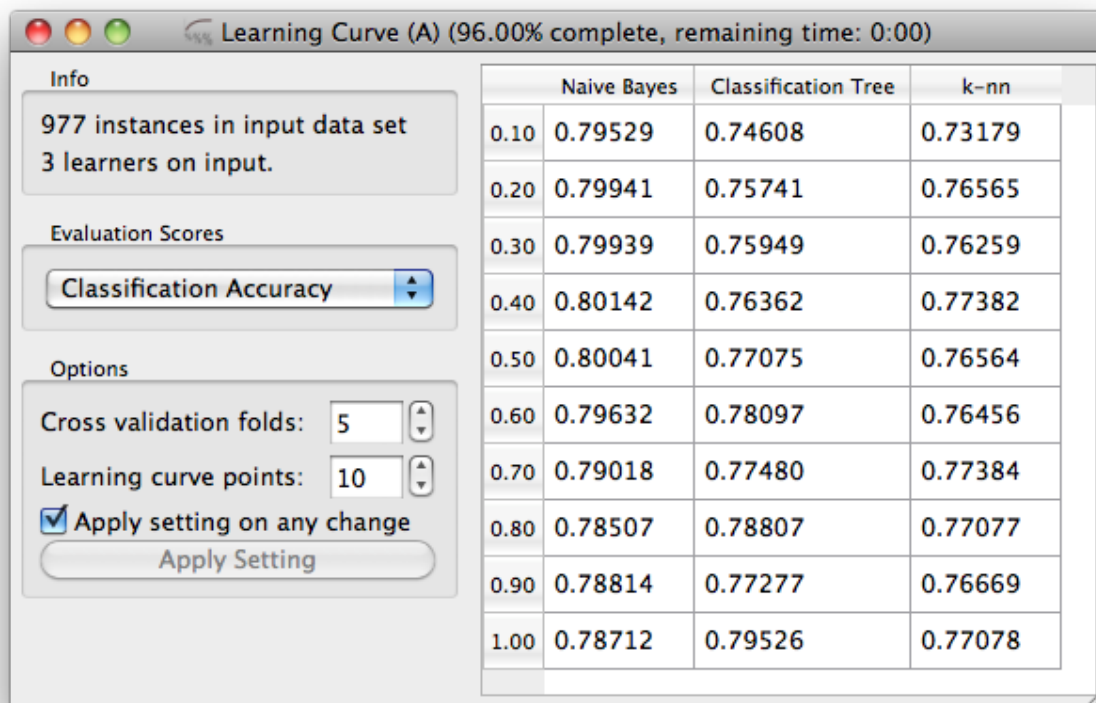 Learning Curve (A) (96.00% complete, remaining time: 0:00)
Info
977 instances in input data set
3 learners on input.
Evaluation Scores
Classification Accuracy
Options
Cross validation folds: 5
Learning curve points: 10
Apply setting on any change
Apply Setting
Naive Bayes Classification Tree k-nn
0.10 0.79529 0.74608 0.73179
0.20 0.79941 0.75741 0.76565
0.30 0.79939 0.75949 0.76259
0.40 0.80142 0.76362 0.77382
0.50 0.80041 0.77075 0.76564
0.60 0.79632 0.78097 0.76456
0.70 0.79018 0.77480 0.77384
0.80 0.78507 0.78807 0.77077
0.90 0.78814 0.77277 0.76669
1.00 0.78712 0.79526 0.77078